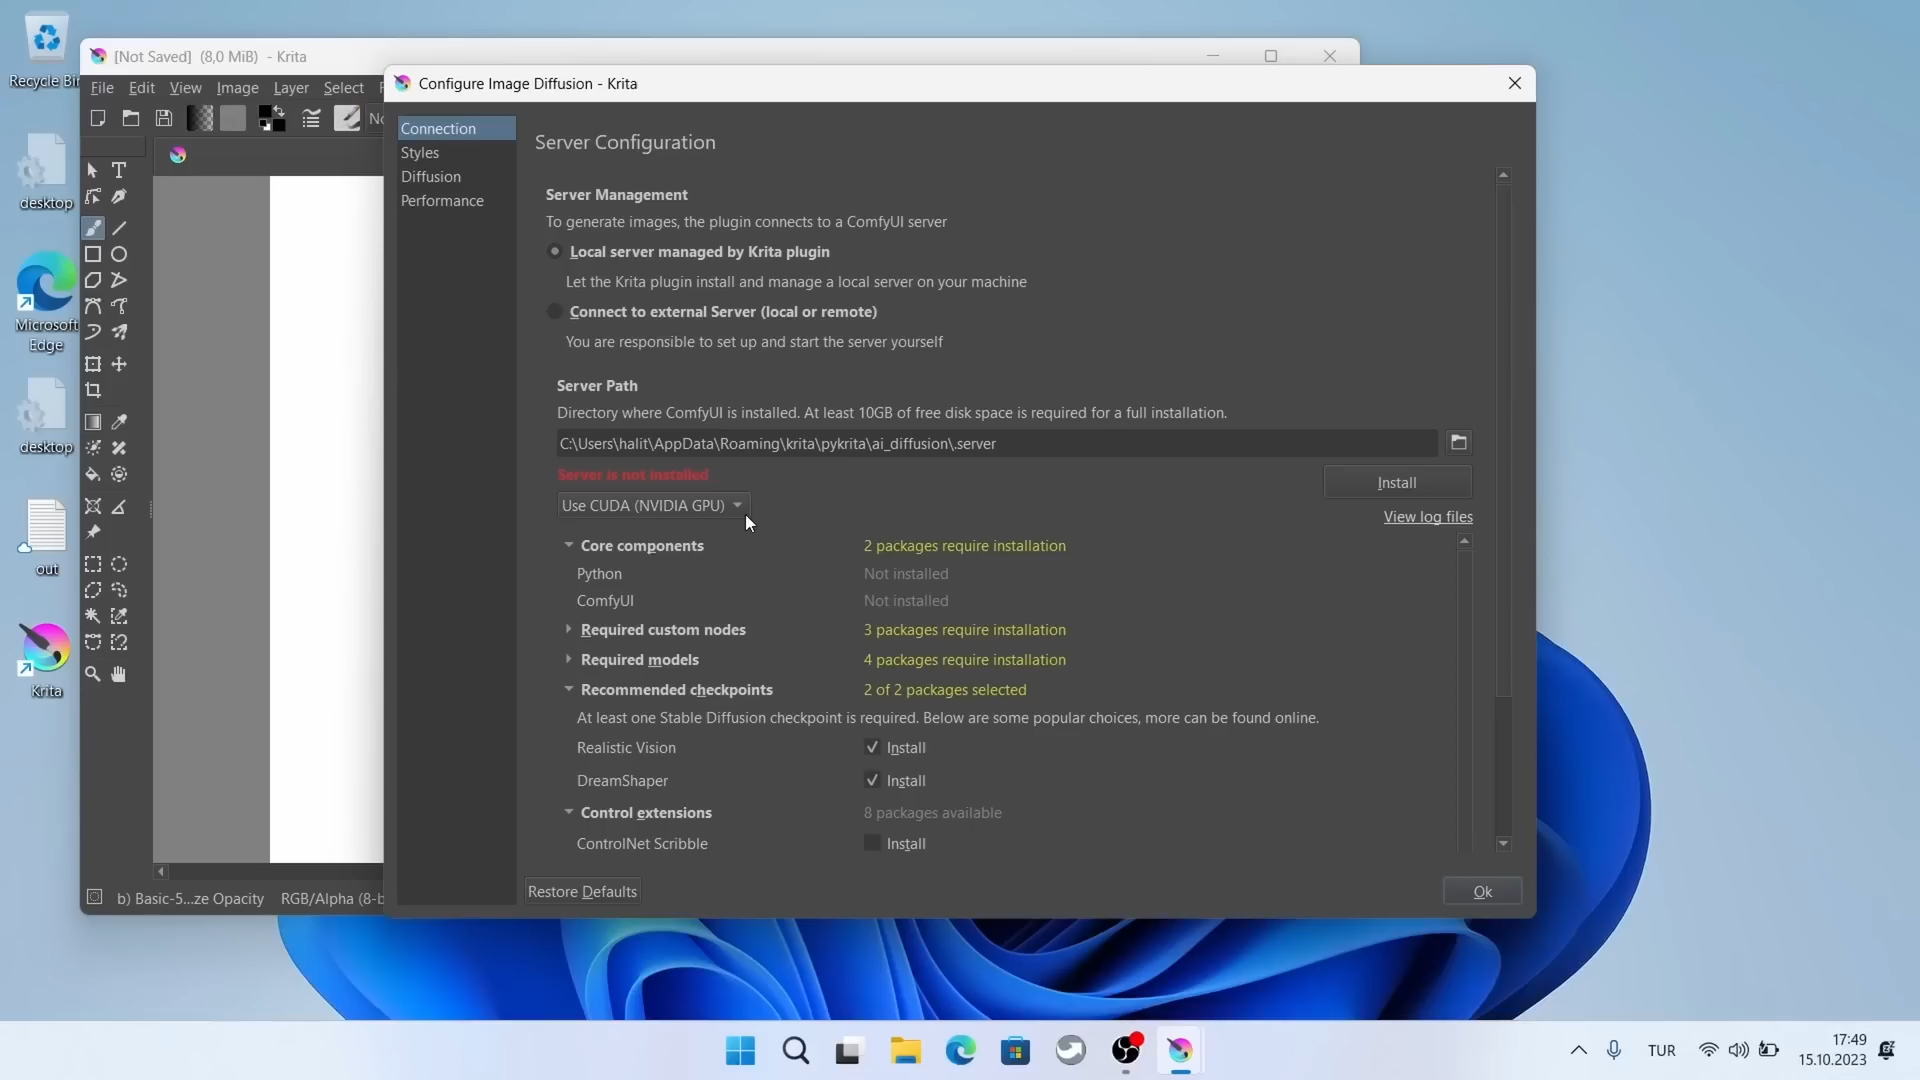 Recycle Bin
desktop
Microsoft
Edge
desktop
out
Krita
[Not Saved] (8,0 MiB) - Krita
File Edit View Image Layer Select
b) Basic-5...ze Opacity RGB/Alpha (8-b
Configure Image Diffusion - Krita
Connection
Styles
Diffusion
Performance
Server Configuration
Server Management
To generate images, the plugin connects to a ComfyUI server
Local server managed by Krita plugin
Let the Krita plugin install and manage a local server on your machine
Connect to external Server (local or remote)
You are responsible to set up and start the server yourself
Server Path
Directory where ComfyUI is installed. At least 10GB of free disk space is required for a full installation.
C:\Users\halit\AppData\Roaming\krita\pykrita\ai_diffusion\.server
Server is not installed
Install
Use CUDA (NVIDIA GPU)
View log files
Core components 2 packages require installation
Python Not installed
ComfyUI Not installed
Required custom nodes 3 packages require installation
Required models 4 packages require installation
Recommended checkpoints 2 of 2 packages selected
At least one Stable Diffusion checkpoint is required. Below are some popular choices, more can be found online.
Realistic Vision Install
DreamShaper Install
Control extensions 8 packages available
ControlNet Scribble Install
Restore Defaults
Ok
TUR
17:49
15.10.2023